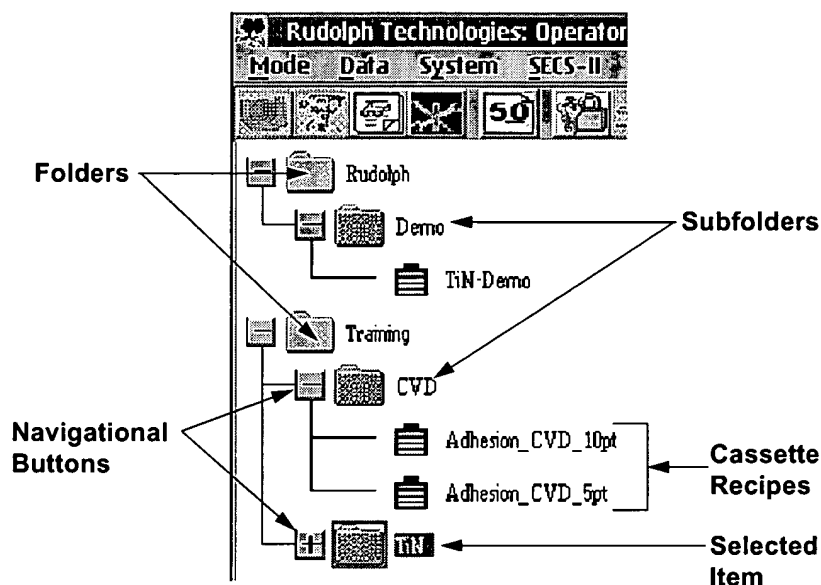 Rudolph Technologies: Operator
Mode Data System SECS-II
50
Folders
Rudolph
Demo
Subfolders
TiN-Demo
Training
CVD
Navigational
Buttons
Adhesion_CVD_10pt
Adhesion_CVD_5pt
Cassette
Recipes
TiN
Selected
Item